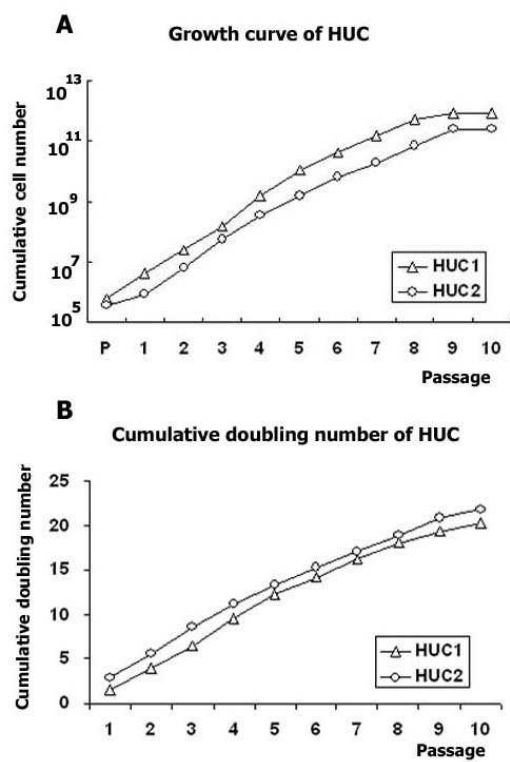 A
Growth curve of HUC
Cumulative cell number
10^13
10^11
10^9
10^7
10^5
HUC1
HUC2
P 1 2 3 4 5 6 7 8 9 10
Passage
B
Cumulative doubling number of HUC
Cumulative doubling number
25
20
15
10
5
0
HUC1
HUC2
1 2 3 4 5 6 7 8 9 10
Passage